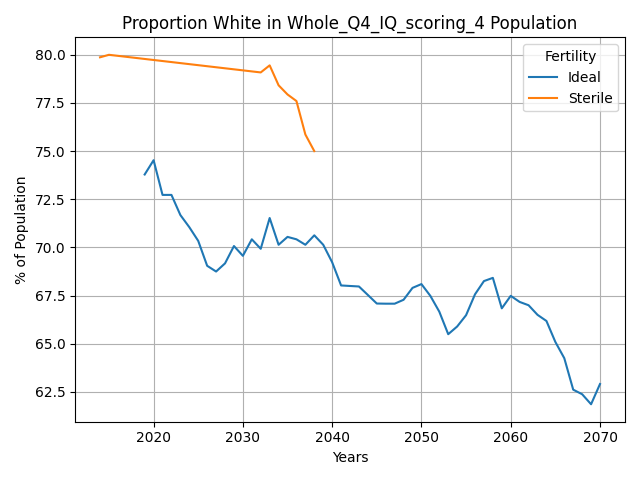 Proportion White in Whole_Q4_IQ_scoring_4 Population
80.0
77.5
75.0
72.5
70.0
67.5
65.0
62.5
% of Population
Fertility
Ideal
Sterile
2020 2030 2040 2050 2060 2070
Years